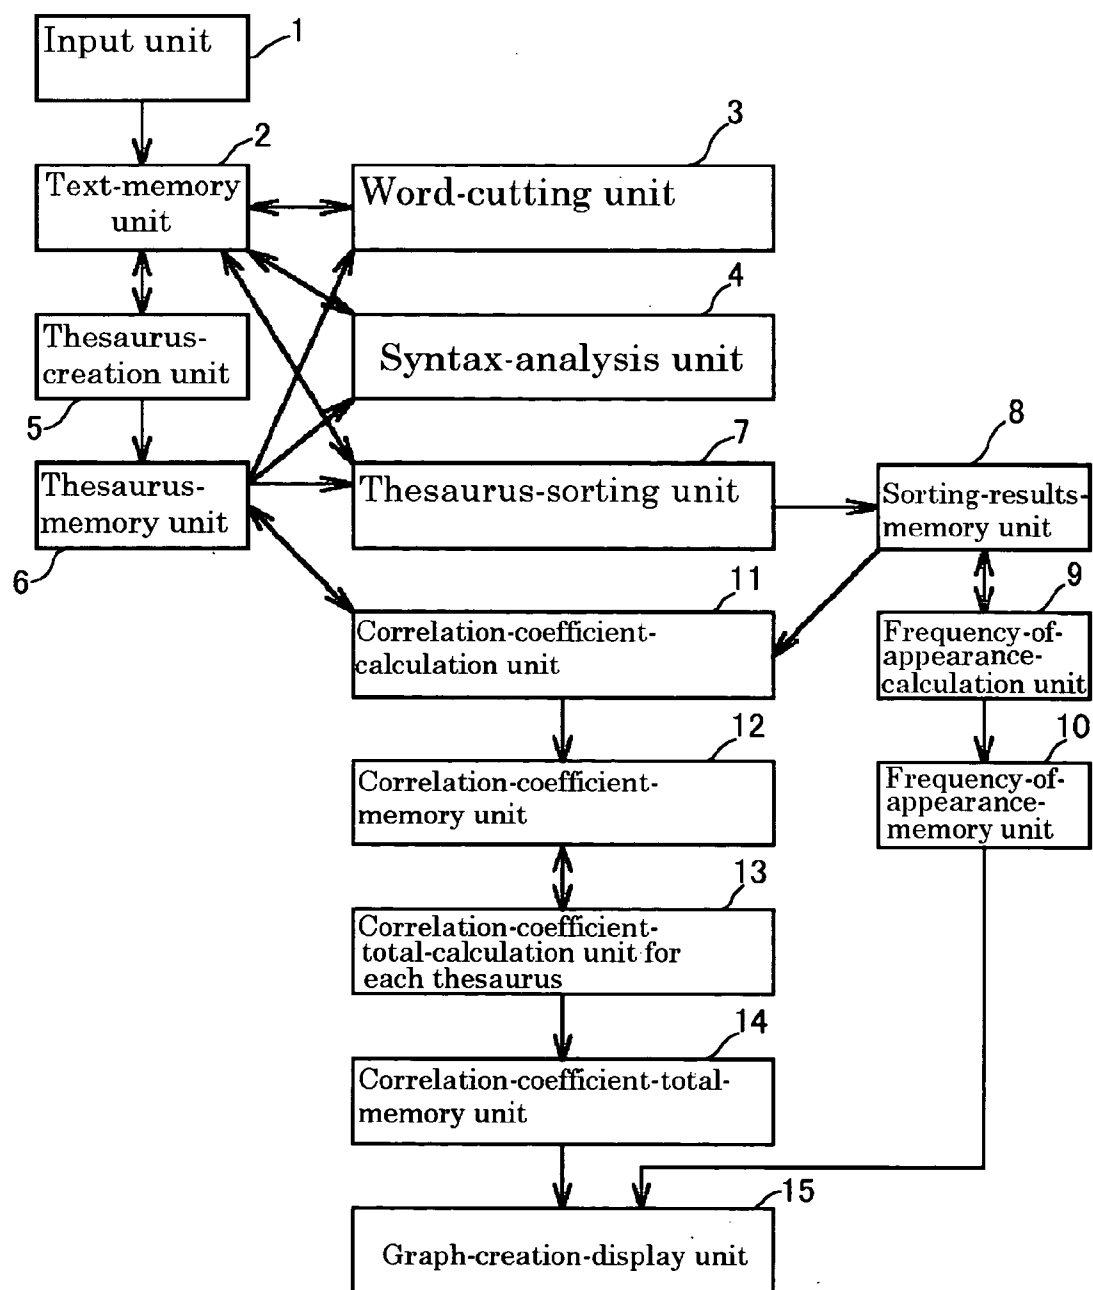 Input unit
1
Text-memory
unit
2
Word-cutting unit
3
Syntax-analysis unit
4
Thesaurus-
creation unit
5
Thesaurus-
memory unit
6
Thesaurus-sorting unit
7
Sorting-results-
memory unit
8
Frequency-of-
appearance-
calculation unit
9
Frequency-of-
appearance-
memory unit
10
Correlation-coefficient-
calculation unit
11
Correlation-coefficient-
memory unit
12
Correlation-coefficient-
total-calculation unit for
each thesaurus
13
Correlation-coefficient-total-
memory unit
14
Graph-creation-display unit
15